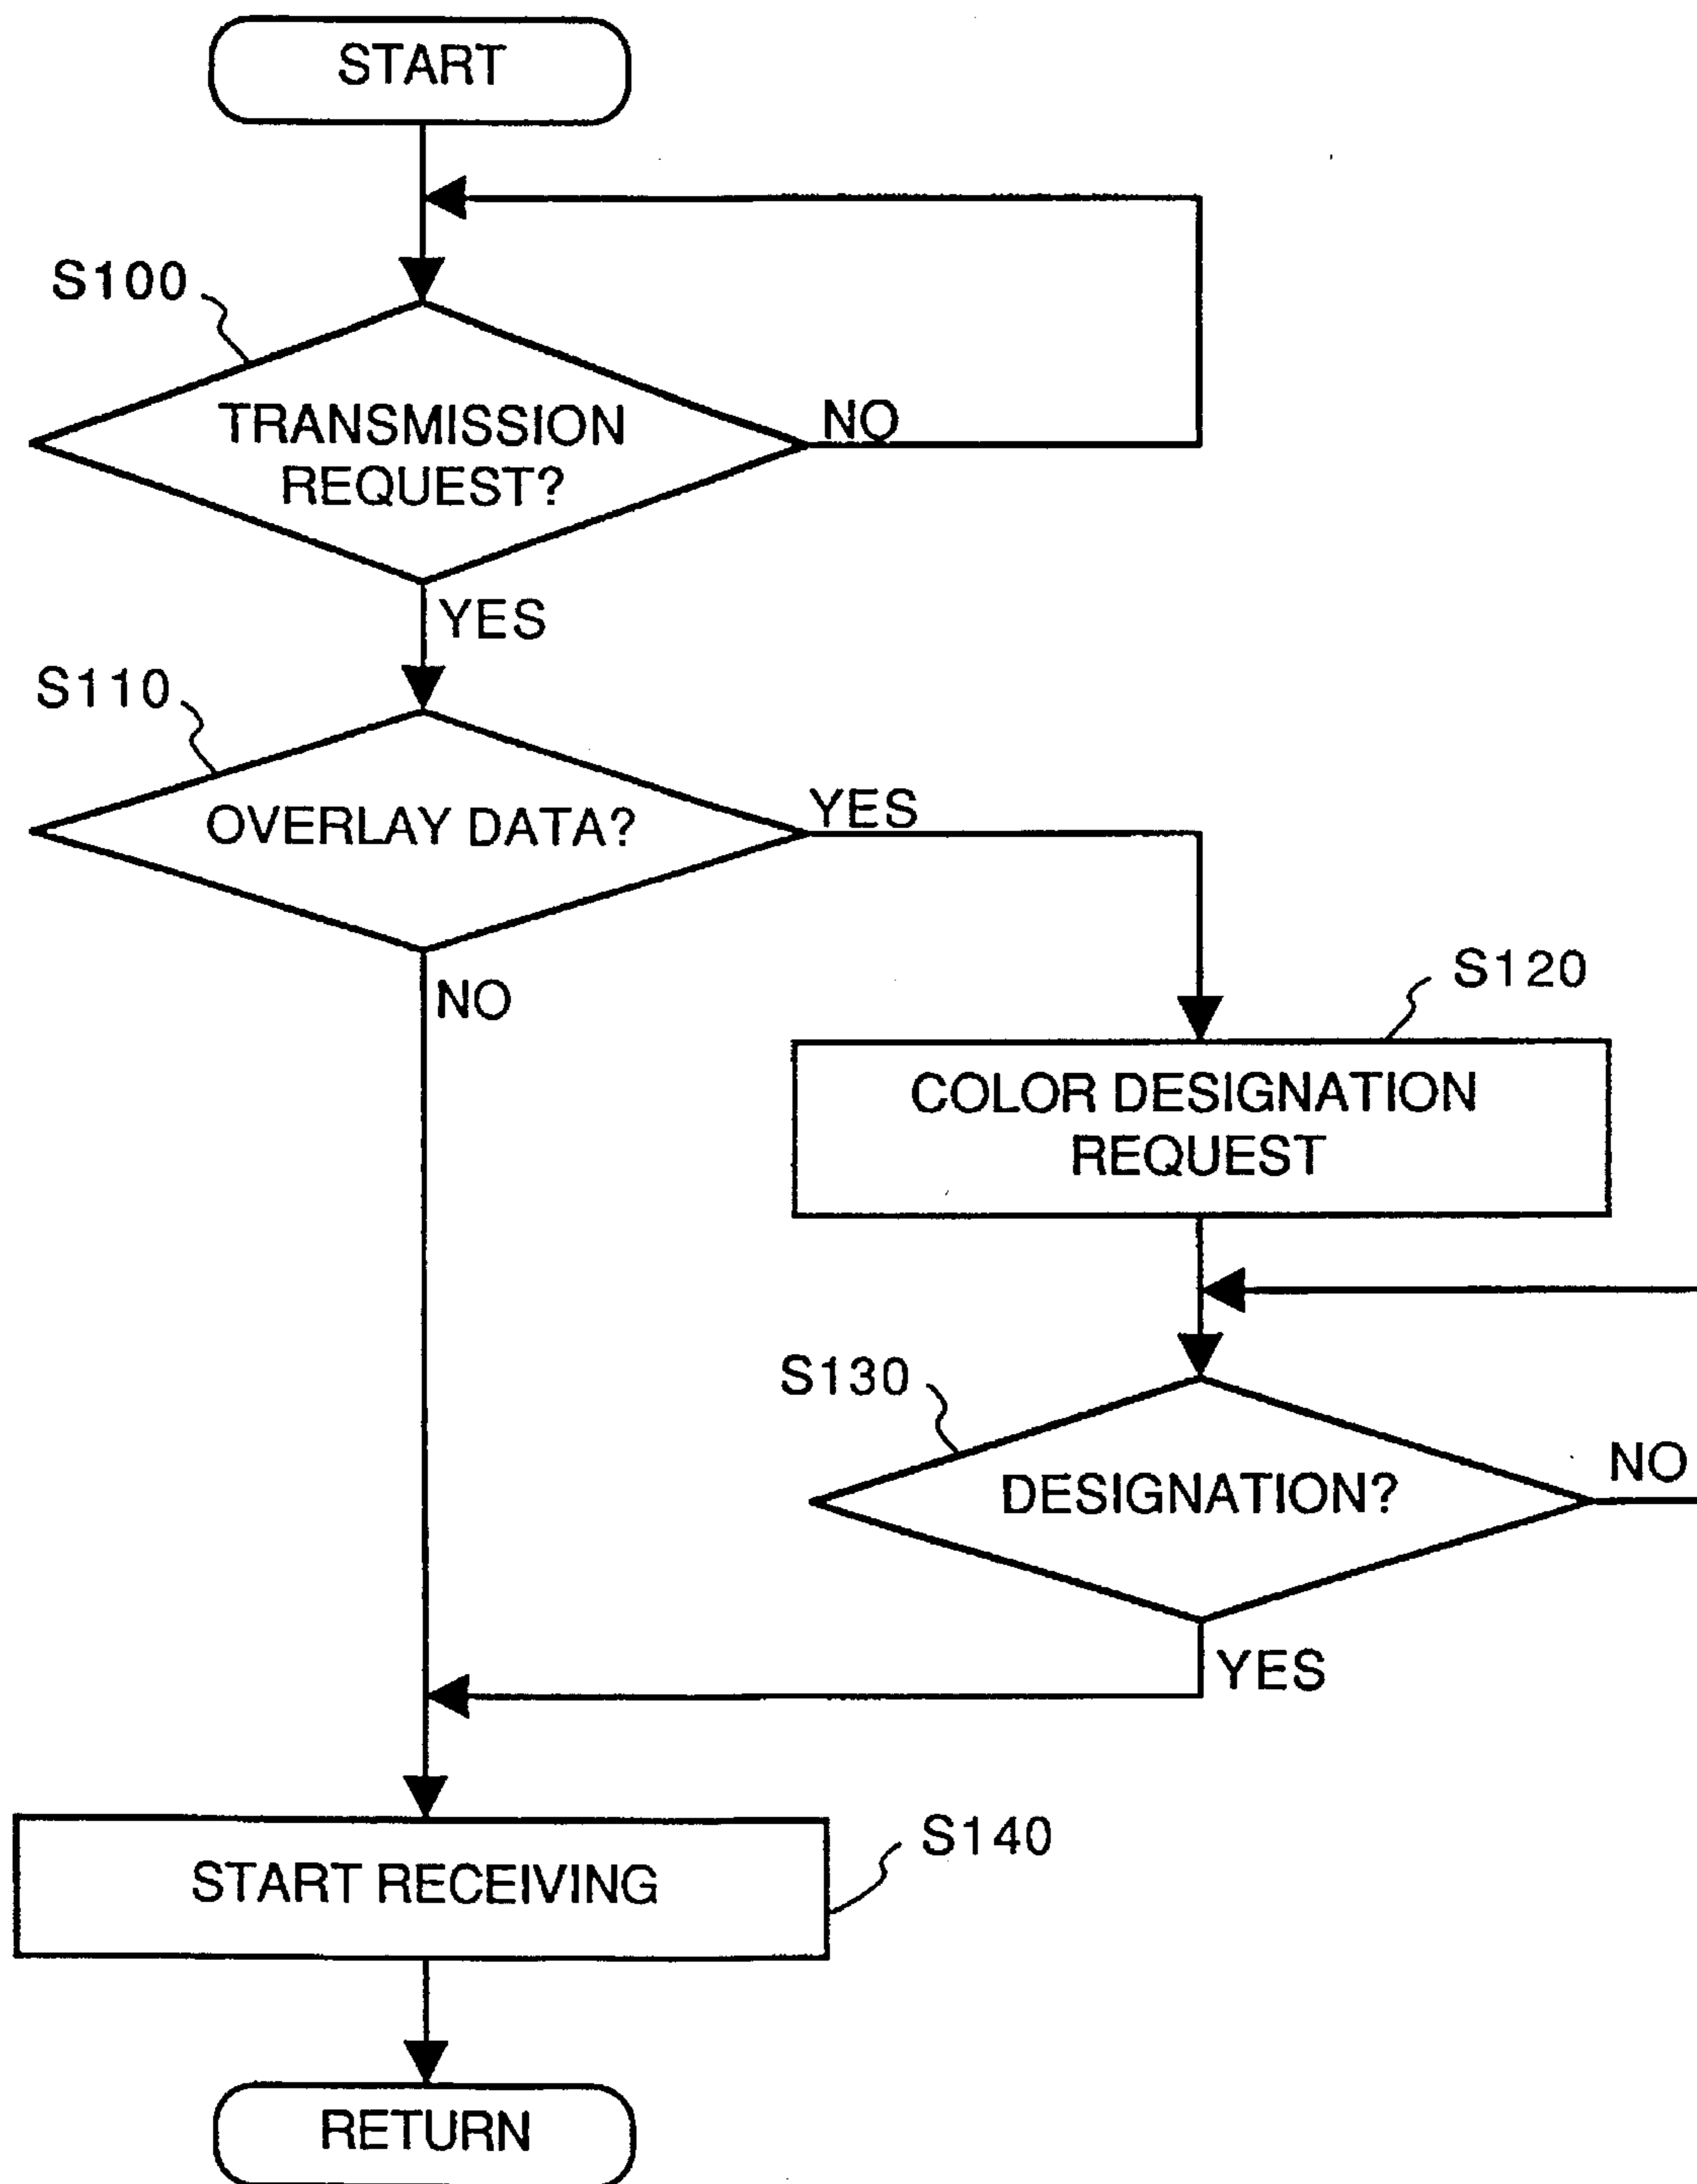 START
S100
TRANSMISSION
REQUEST?
NO
YES
S110
OVERLAY DATA?
YES
NO
S120
COLOR DESIGNATION
REQUEST
S130
DESIGNATION?
NO
YES
START RECEIVING
S140
RETURN